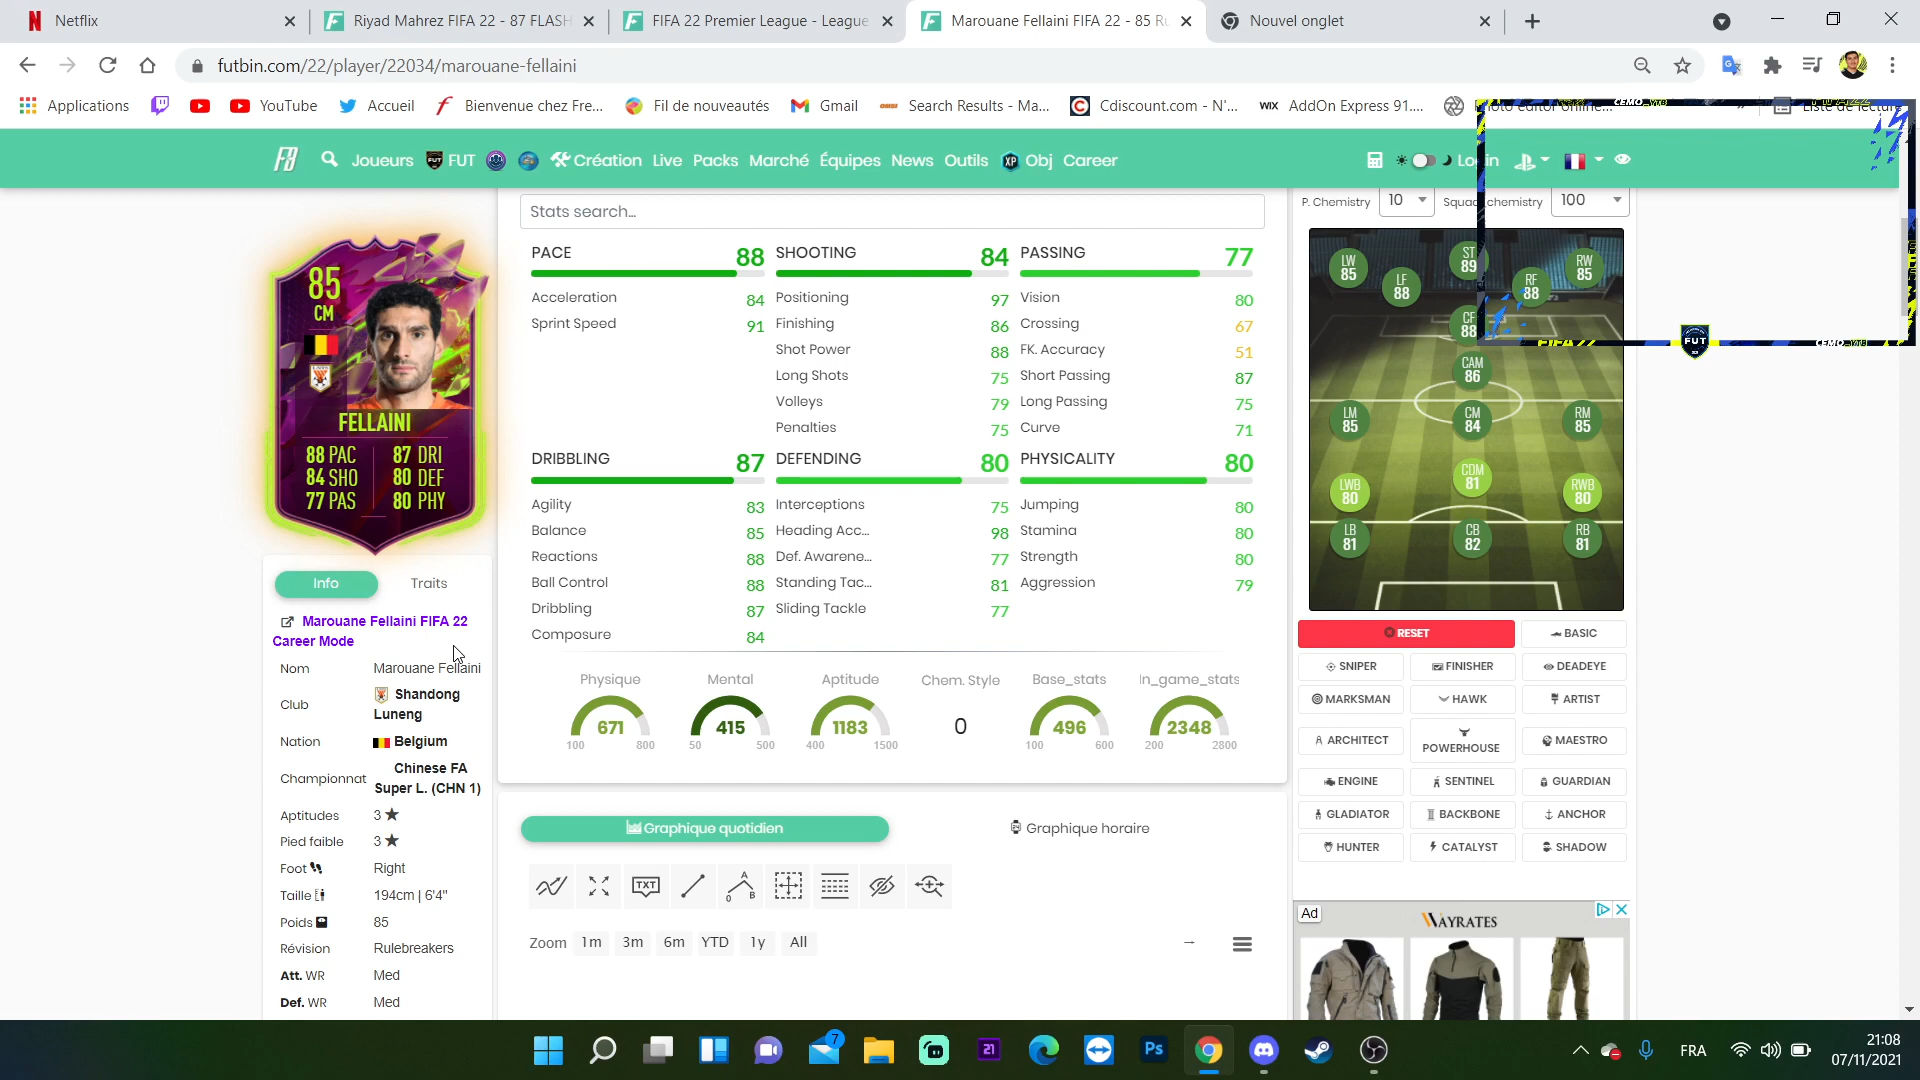 Netflix
Riyad Mahrez FIFA 22 - 87 FLASH
FIFA 22 Premier League - League
Marouane Fellaini FIFA 22 - 85 Ru
Nouvel onglet
futbin.com/22/player/22034/marouane-fellaini
Applications
YouTube
Accueil
Bienvenue chez Fre...
Fil de nouveautés
Gmail
Search Results - Ma...
Cdiscount.com - N'...
AddOn Express 91....
Joueurs FUT Création Live Packs Marché Équipes News Outils Obj Career
Stats search...
P. Chemistry 10 Squad chemistry 100
85
CM
FELLAINI
88 PAC 87 DRI
84 SHO 80 DEF
77 PAS 80 PHY
Info Traits
Marouane Fellaini FIFA 22
Career Mode
Nom Marouane Fellaini
Club Shandong
Luneng
Nation Belgium
Championnat Chinese FA
Super L. (CHN 1)
Aptitudes 3
Pied faible 3
Foot Right
Taille 194cm | 6'4"
Poids 85
Révision Rulebreakers
Att. WR Med
Def. WR Med
PACE 88
Acceleration 84
Sprint Speed 91
SHOOTING 84
Positioning 97
Finishing 86
Shot Power 88
Long Shots 75
Volleys 79
Penalties 75
PASSING 77
Vision 80
Crossing 67
FK. Accuracy 51
Short Passing 87
Long Passing 75
Curve 71
DRIBBLING 87
Agility 83
Balance 85
Reactions 88
Ball Control 88
Dribbling 87
Composure 84
DEFENDING 80
Interceptions 75
Heading Acc... 98
Def. Awarene... 77
Standing Tac... 81
Sliding Tackle 77
PHYSICALITY 80
Jumping 80
Stamina 80
Strength 80
Aggression 79
Physique Mental Aptitude Chem. Style Base_stats In_game_stats
671 415 1183 0 496 2348
100 800 50 500 400 1500 100 600 200 2800
Graphique quotidien Graphique horaire
TXT
Zoom 1m 3m 6m YTD 1y All
LW 85
ST 89
RW 85
LF 88
RF 88
CF 88
CAM 86
LM 85
CM 84
RM 85
LWB 80
CDM 81
RWB 80
LB 81
CB 82
RB 81
RESET BASIC
SNIPER FINISHER DEADEYE
MARKSMAN HAWK ARTIST
ARCHITECT POWERHOUSE MAESTRO
ENGINE SENTINEL GUARDIAN
GLADIATOR BACKBONE ANCHOR
HUNTER CATALYST SHADOW
Ad
WAYRATES
FIFA 22
FUT
CEMO
FRA
21:08
07/11/2021